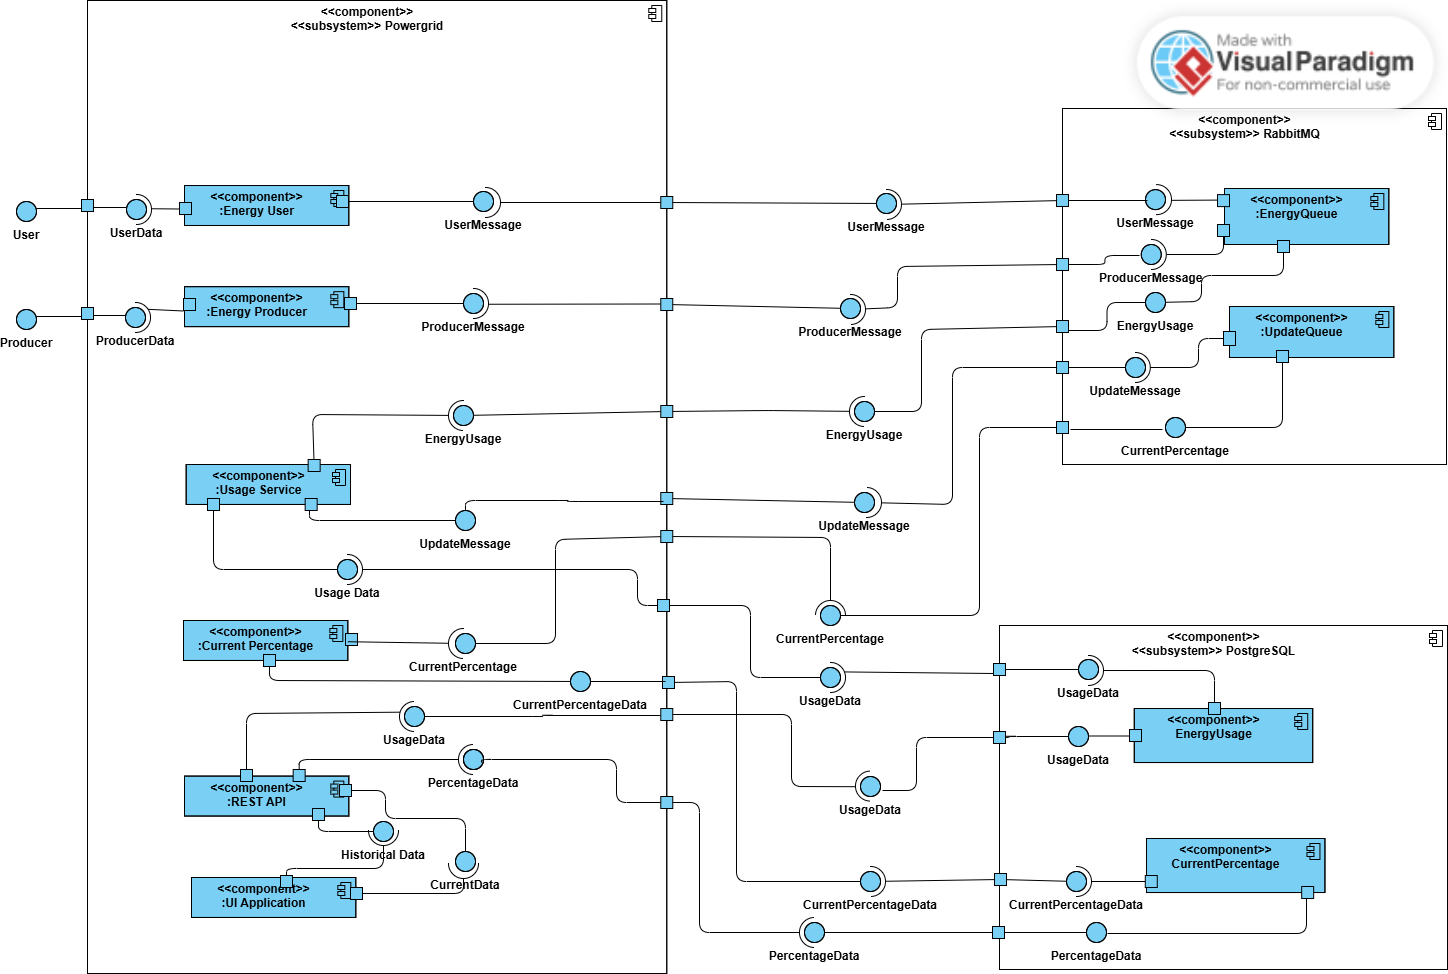 <<component>>
<<subsystem>> Powergrid
Made with
Visual Paradigm
For non-commercial use
<<component>>
<<subsystem>> RabbitMQ
<<component>>
:Energy User
User
UserData
UserMessage
UserMessage
UserMessage
<<component>>
:EnergyQueue
<<component>>
:Energy Producer
Producer
ProducerData
ProducerMessage
ProducerMessage
ProducerMessage
EnergyUsage
<<component>>
:UpdateQueue
UpdateMessage
EnergyUsage
EnergyUsage
CurrentPercentage
<<component>>
:Usage Service
UpdateMessage
UpdateMessage
Usage Data
<<component>>
:Current Percentage
CurrentPercentage
CurrentPercentage
<<component>>
<<subsystem>> PostgreSQL
CurrentPercentageData
UsageData
UsageData
<<component>>
EnergyUsage
UsageData
UsageData
PercentageData
UsageData
<<component>>
:REST API
Historical Data
CurrentData
<<component>>
:UI Application
<<component>>
CurrentPercentage
CurrentPercentageData
CurrentPercentageData
PercentageData
PercentageData